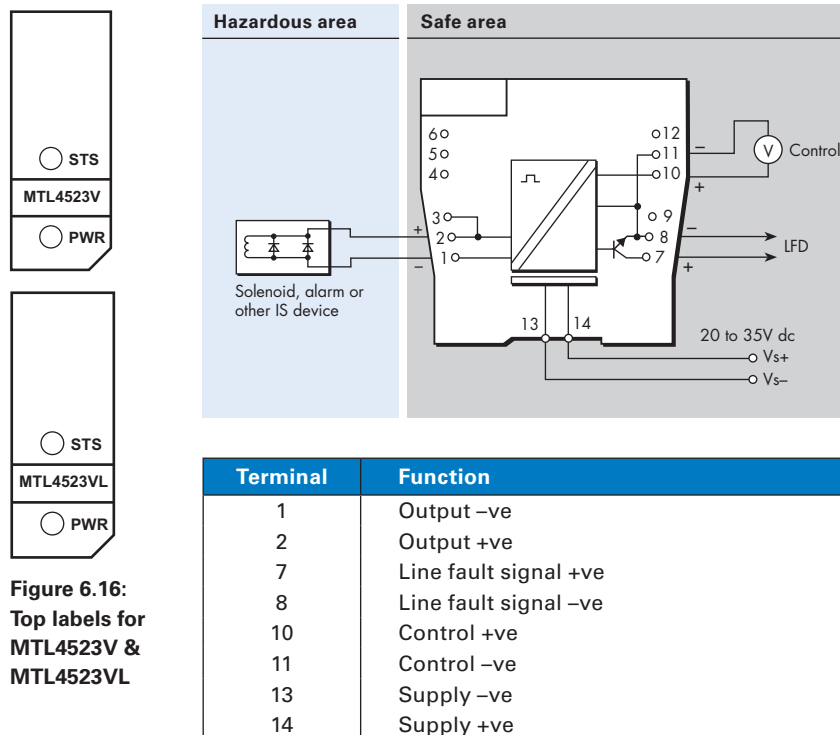 STS
MTL4523V
PWR
STS
MTL4523VL
PWR
Figure 6.16:
Top labels for
MTL4523V &
MTL4523VL
Hazardous area
Safe area
6
5
4
3
2
1
+
–
Solenoid, alarm or
other IS device
12
11
10
9
8
7
–
+
V
Control
–
+
LFD
13
14
20 to 35V dc
Vs+
Vs–
Terminal Function
1 Output –ve
2 Output +ve
7 Line fault signal +ve
8 Line fault signal –ve
10 Control +ve
11 Control –ve
13 Supply –ve
14 Supply +ve